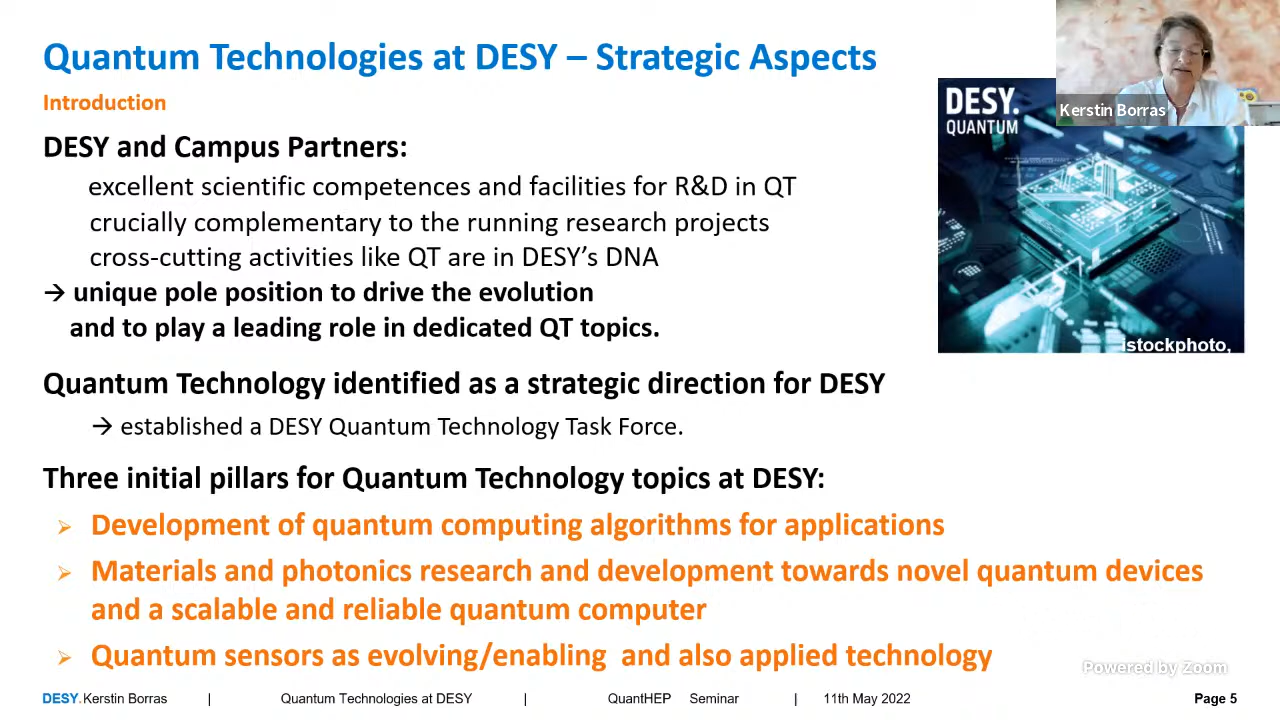 Quantum Technologies at DESY – Strategic Aspects
Introduction
DESY and Campus Partners:
excellent scientific competences and facilities for R&D in QT
crucially complementary to the running research projects
cross-cutting activities like QT are in DESY’s DNA
→ unique pole position to drive the evolution
and to play a leading role in dedicated QT topics.
DESY.
QUANTUM
Kerstin Borras
istockphoto,
Quantum Technology identified as a strategic direction for DESY
→ established a DESY Quantum Technology Task Force.
Three initial pillars for Quantum Technology topics at DESY:
➢ Development of quantum computing algorithms for applications
➢ Materials and photonics research and development towards novel quantum devices
and a scalable and reliable quantum computer
➢ Quantum sensors as evolving/enabling and also applied technology
Powered by Zoom
DESY. Kerstin Borras | Quantum Technologies at DESY | QuantHEP Seminar | 11th May 2022 Page 5